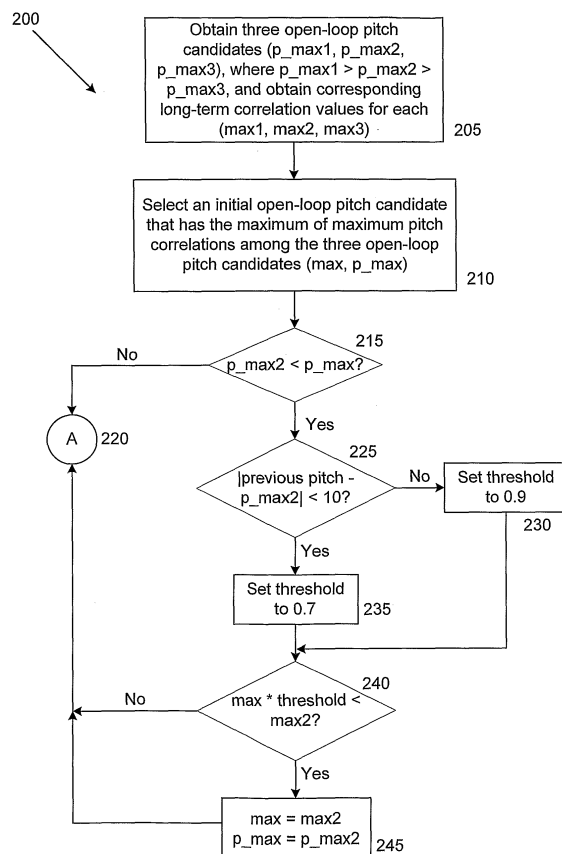 200
Obtain three open-loop pitch
candidates (p_max1, p_max2,
p_max3), where p_max1 > p_max2 >
p_max3, and obtain corresponding
long-term correlation values for each
(max1, max2, max3)
205
Select an initial open-loop pitch candidate
that has the maximum of maximum pitch
correlations among the three open-loop
pitch candidates (max, p_max)
210
215
No
p_max2 < p_max?
A
220
Yes
225
|previous pitch -
p_max2| < 10?
No
Set threshold
to 0.9
230
Yes
Set threshold
to 0.7
235
240
No
max * threshold <
max2?
Yes
max = max2
p_max = p_max2
245